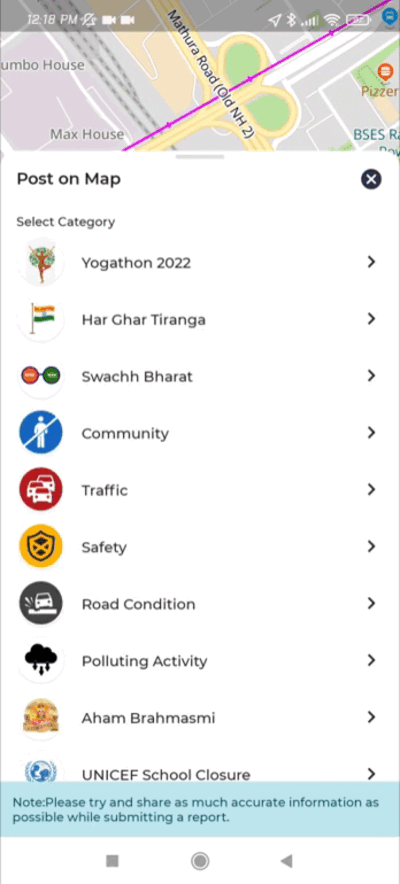 12.18 PM
umbo House
Mathura Road (Old NH 2)
Pizzer
Max House
BSES Ra
Post on Map
Select Category
Yogathon 2022
Har Ghar Tiranga
Swachh Bharat
Community
Traffic
Safety
Road Condition
Polluting Activity
Aham Brahmasmi
UNICEF School Closure
Note:Please try and share as much accurate information as
possible while submitting a report.